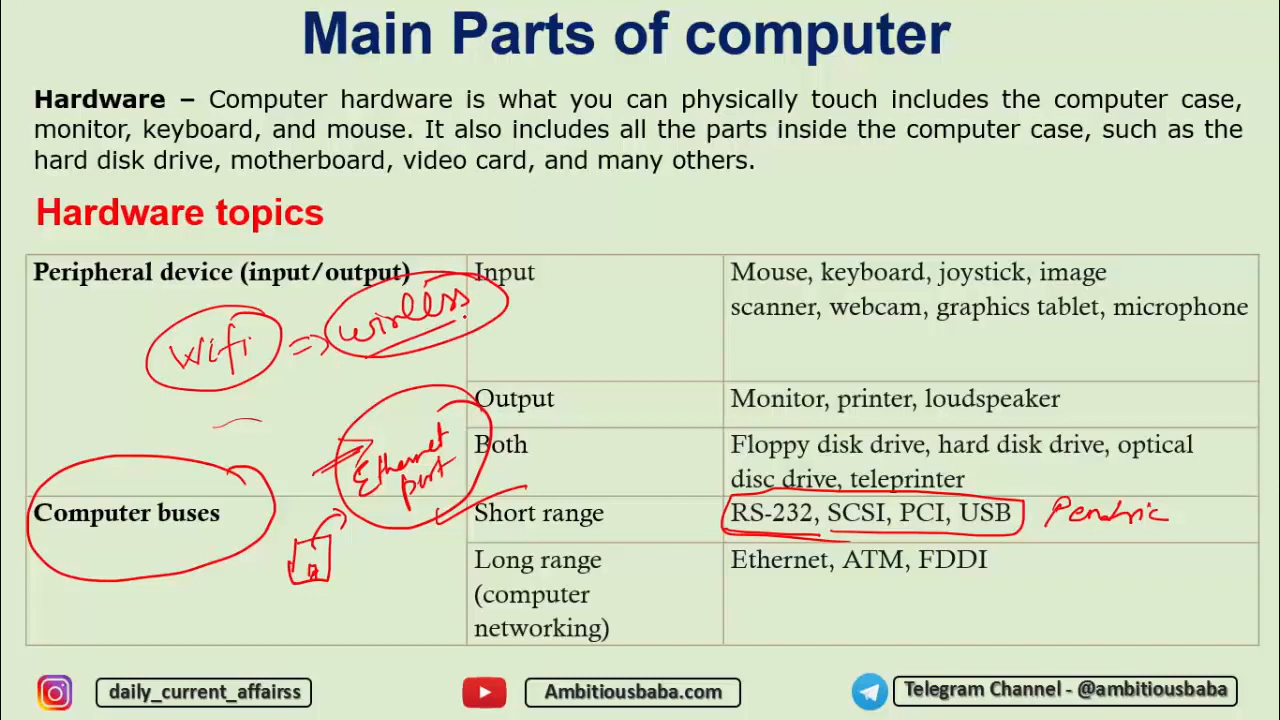 Main Parts of computer
Hardware – Computer hardware is what you can physically touch includes the computer case,
monitor, keyboard, and mouse. It also includes all the parts inside the computer case, such as the
hard disk drive, motherboard, video card, and many others.
Hardware topics
Peripheral device (input/output)
Input
Mouse, keyboard, joystick, image
scanner, webcam, graphics tablet, microphone
Wifi => wirless
Output
Monitor, printer, loudspeaker
Both
Floppy disk drive, hard disk drive, optical
disc drive, teleprinter
Ethernet
port
Computer buses
Short range
RS-232, SCSI, PCI, USB
Long range
(computer
networking)
Ethernet, ATM, FDDI
daily_current_affairss
Ambitiousbaba.com
Telegram Channel - @ambitiousbaba